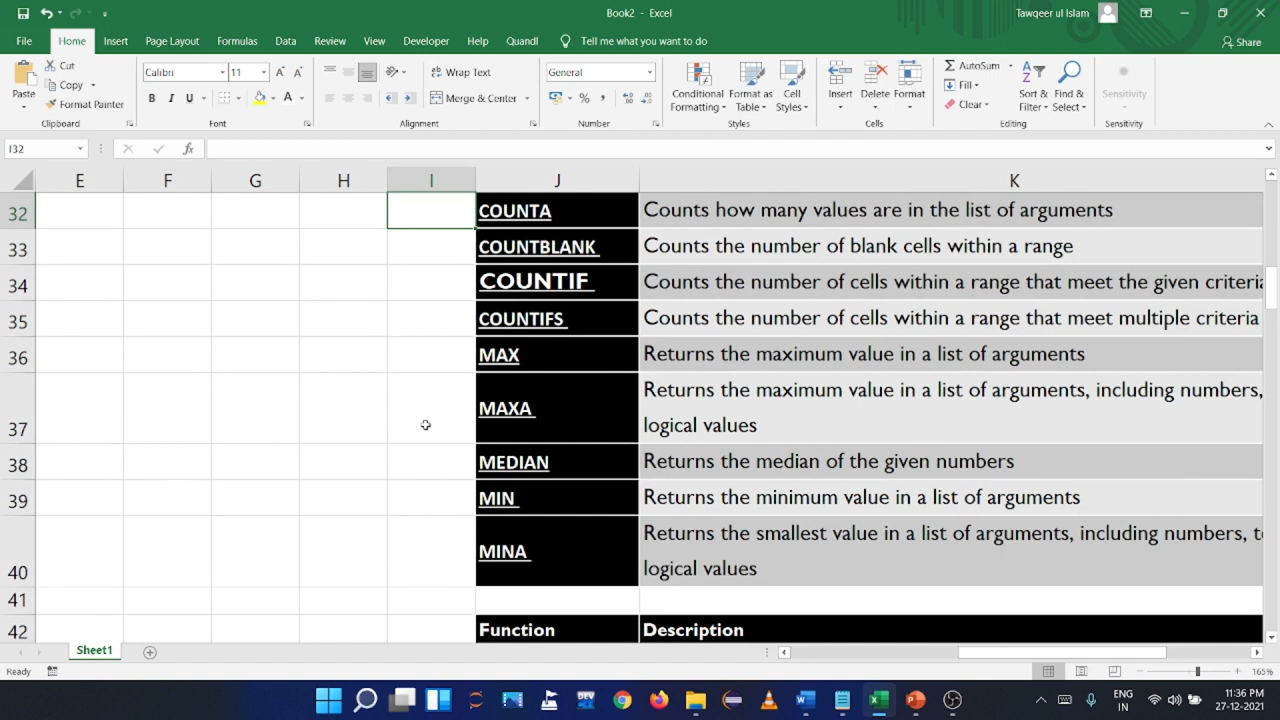 Book2 - Excel
Tawqeer ul Islam
File Home Insert Page Layout Formulas Data Review View Developer Help Quandl Tell me what you want to do Share
Paste
Cut
Copy
Format Painter
Clipboard
Calibri 11
B I U
Font
Wrap Text
Merge & Center
Alignment
General
Number
Conditional Formatting
Format as Table
Cell Styles
Styles
Insert Delete Format
Cells
AutoSum
Fill
Clear
Sort & Filter
Find & Select
Editing
Sensitivity
Sensitivity
I32
fx
E F G H I J K
32 COUNTA Counts how many values are in the list of arguments
33 COUNTBLANK Counts the number of blank cells within a range
34 COUNTIF Counts the number of cells within a range that meet the given criteria
35 COUNTIFS Counts the number of cells within a range that meet multiple criteria
36 MAX Returns the maximum value in a list of arguments
37 MAXA Returns the maximum value in a list of arguments, including numbers,
logical values
38 MEDIAN Returns the median of the given numbers
39 MIN Returns the minimum value in a list of arguments
40 MINA Returns the smallest value in a list of arguments, including numbers,
logical values
41
42 Function Description
Sheet1
Ready
165%
ENG
IN
11:36 PM
27-12-2021